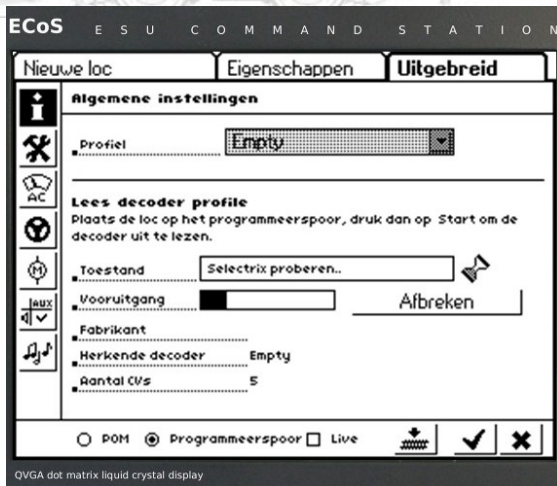 ECoS ESU COMMAND STATION
Nieuwe loc Eigenschappen Uitgebreid
Algemene instellingen
Profiel Empty
Lees decoder profile
Plaats de loc op het programmeerspoor, druk dan op Start om de
decoder uit te lezen.
AC
Toestand Selectrix proberen..
M
Vooruitgang Afbreken
AUX
Fabrikant
Herkende decoder Empty
Aantal CVs 5
POM Programmeerspoor Live
QVGA dot matrix liquid crystal display